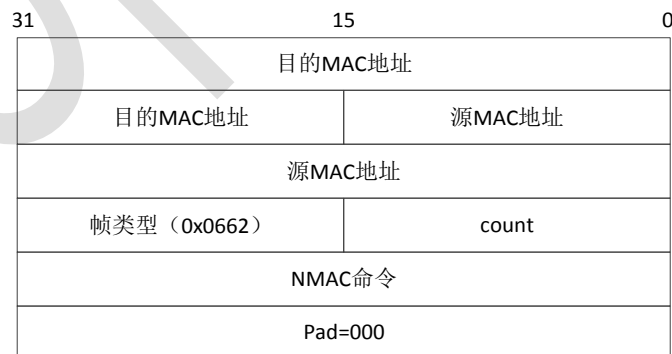 31 15 0
目的MAC地址
目的MAC地址 源MAC地址
源MAC地址
帧类型（0x0662） count
NMAC命令
Pad=000